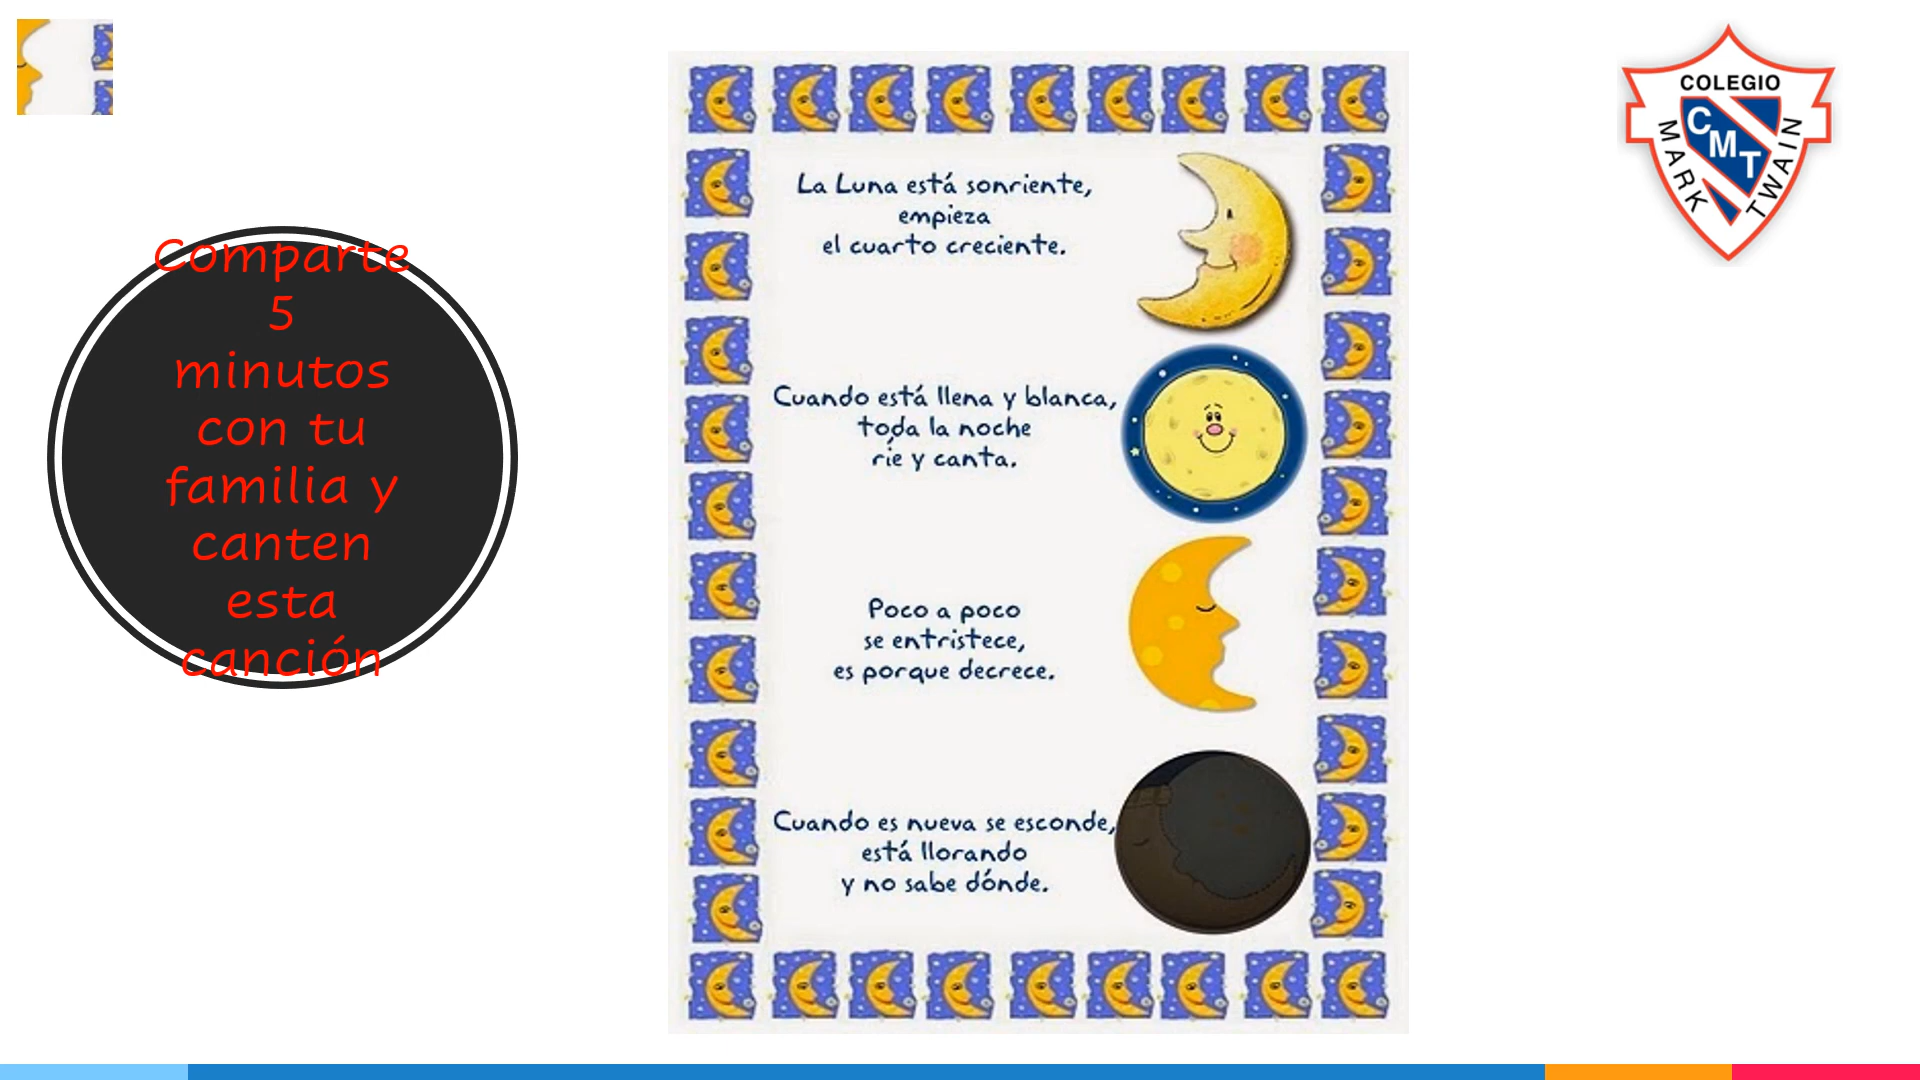 Comparte
5
minutos
con tu
familia y
canten
esta
canción
La Luna está sonriente,
empieza
el cuarto creciente.
Cuando está llena y blanca,
toda la noche
ríe y canta.
Poco a poco
se entristece,
es porque decrece.
Cuando es nueva se esconde,
está llorando
y no sabe dónde.
COLEGIO
MARK
TWAIN
CMT